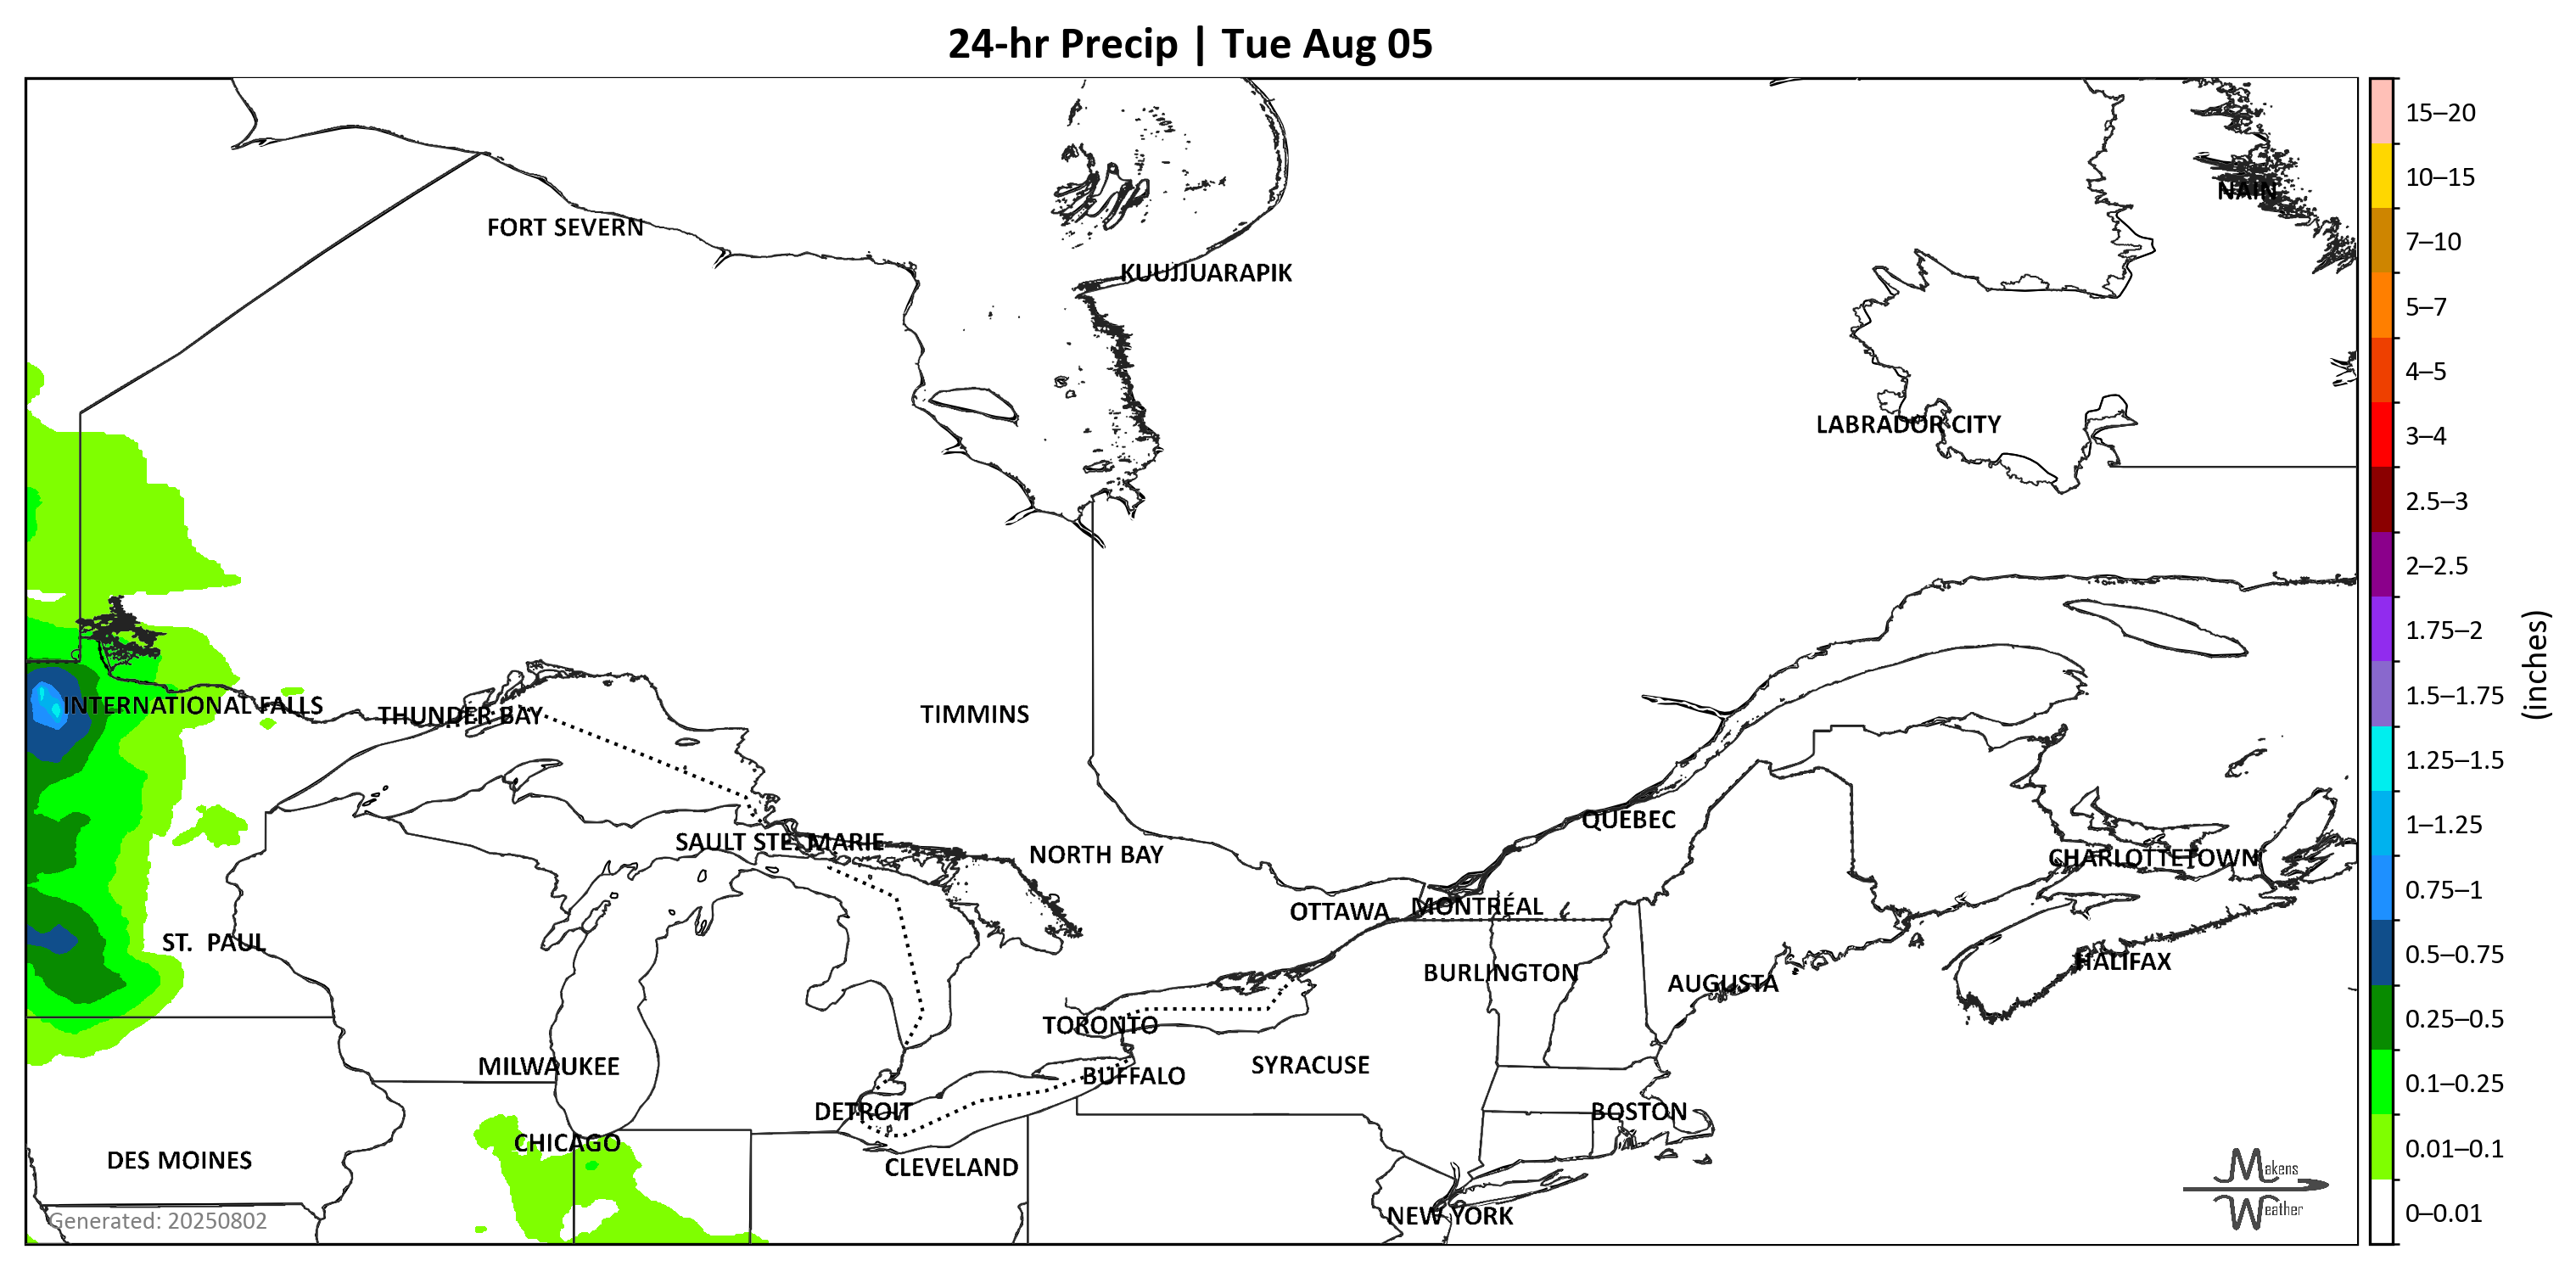 24-hr Precip | Tue Aug 05
NAIN
FORT SEVERN
KUUJJUARAPIK
LABRADOR CITY
INTERNATIONAL FALLS
THUNDER BAY
TIMMINS
QUÉBEC
SAULT STE. MARIE
NORTH BAY
CHARLOTTETOWN
OTTAWA
MONTRÉAL
ST. PAUL
HALIFAX
BURLINGTON
AUGUSTA
TORONTO
MILWAUKEE
SYRACUSE
BUFFALO
DETROIT
BOSTON
CHICAGO
DES MOINES
CLEVELAND
NEW YORK
Generated: 20250802
Makens
Weather
15–20
10–15
7–10
5–7
4–5
3–4
2.5–3
2–2.5
1.75–2
1.5–1.75
1.25–1.5
1–1.25
0.75–1
0.5–0.75
0.25–0.5
0.1–0.25
0.01–0.1
0–0.01
(inches)